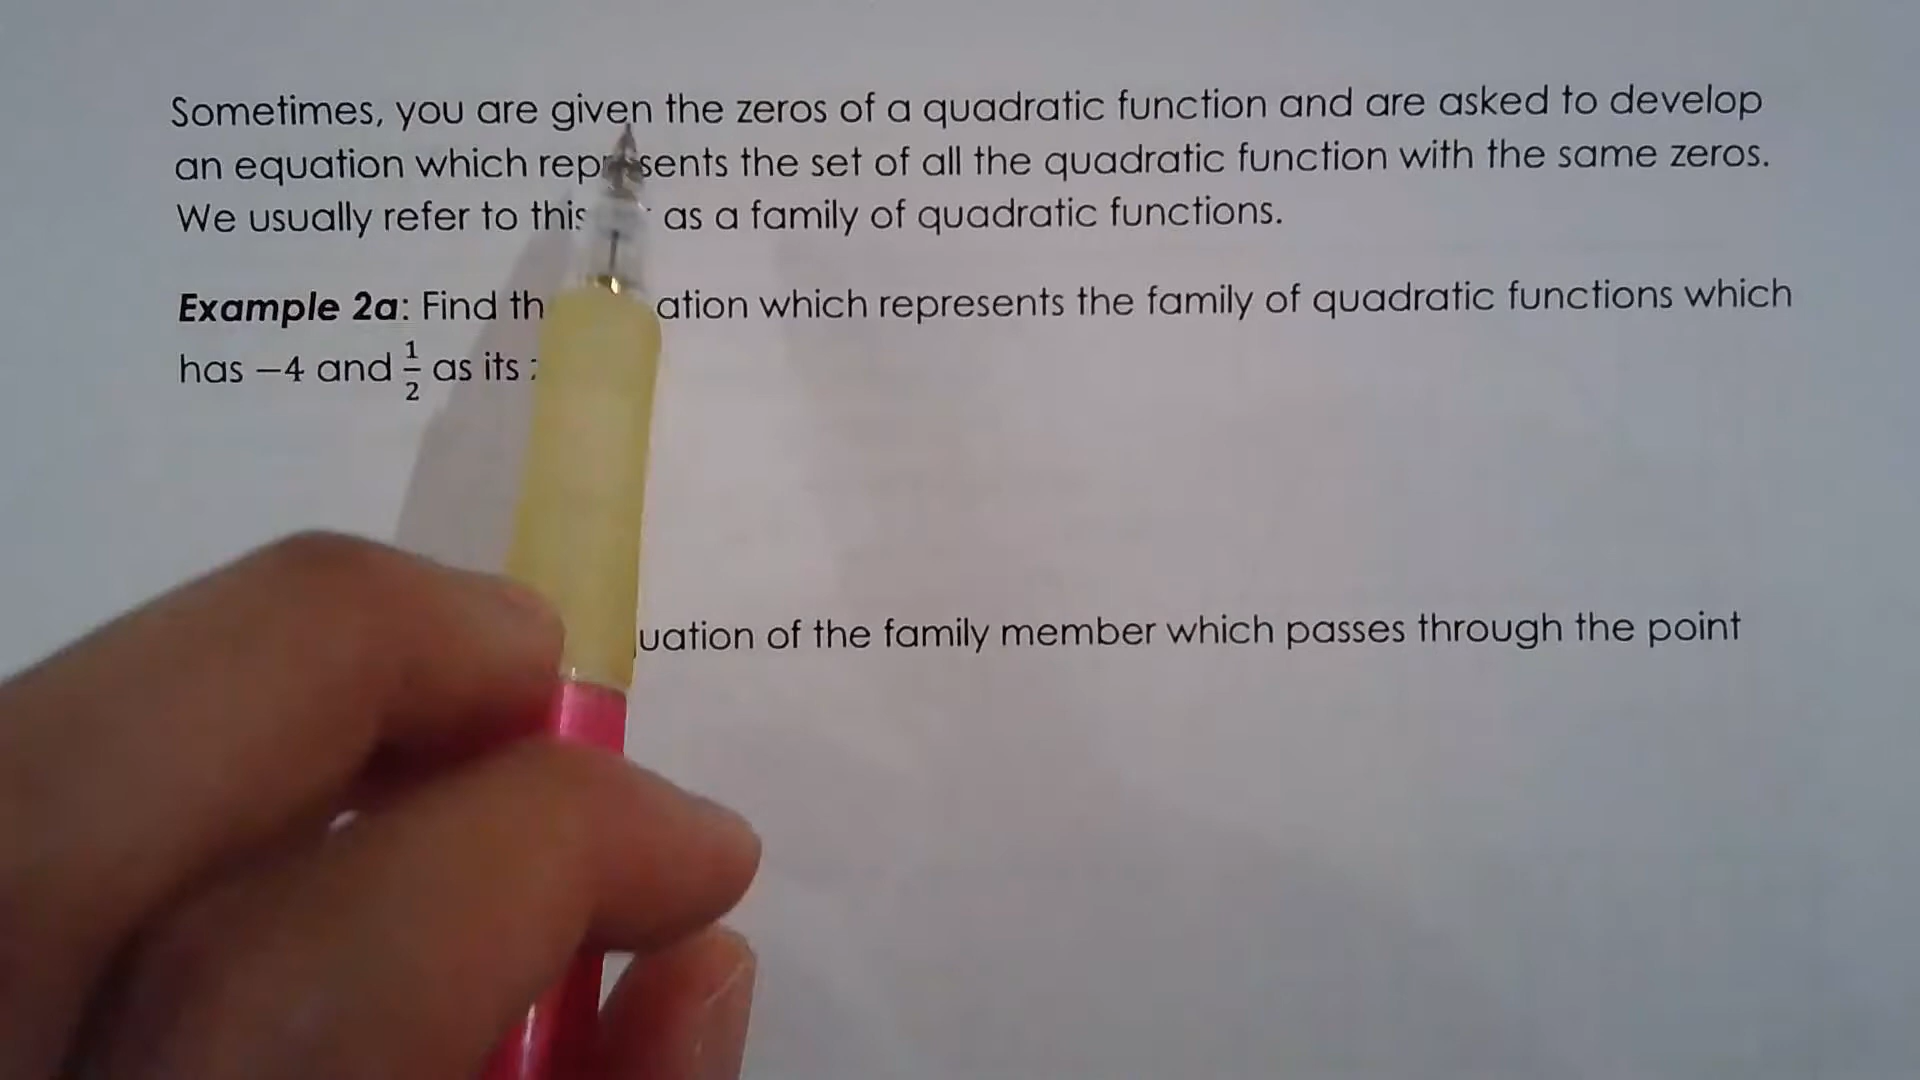 Sometimes, you are given the zeros of a quadratic function and are asked to develop
an equation which represents the set of all the quadratic function with the same zeros.
We usually refer to this as a family of quadratic functions.
Example 2a: Find th ation which represents the family of quadratic functions which
has −4 and 1/2 as its
uation of the family member which passes through the point